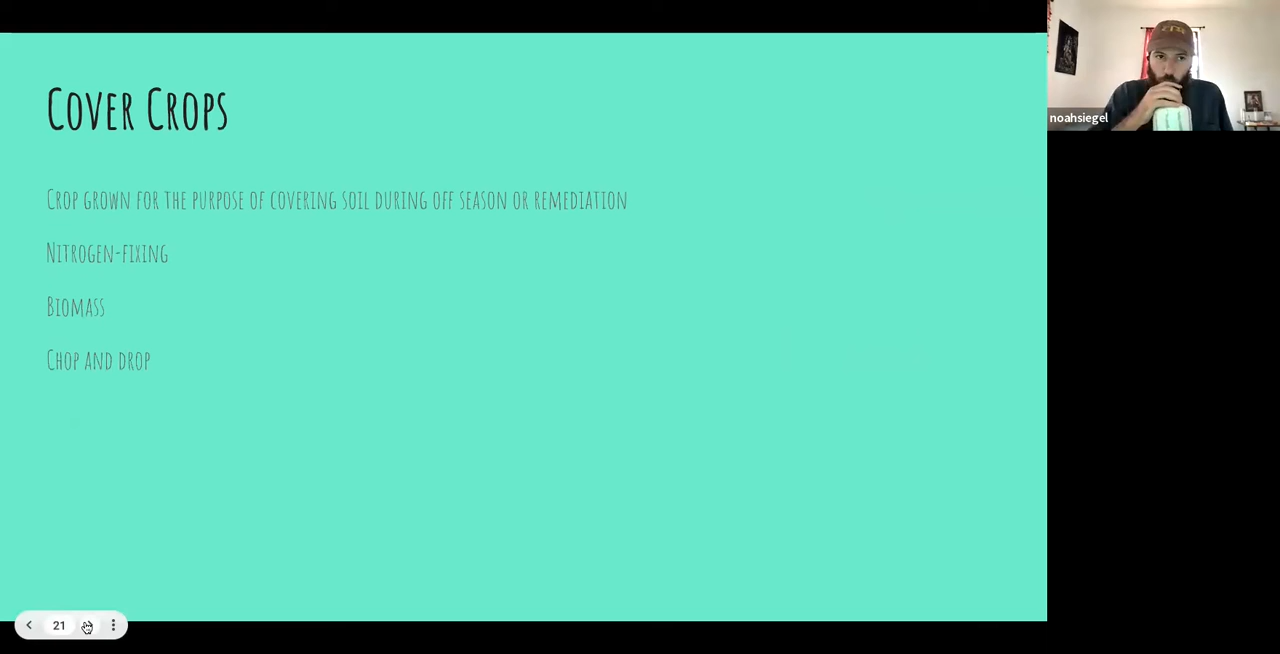 Cover Crops
Crop grown for the purpose of covering soil during off season or remediation
Nitrogen-fixing
Biomass
Chop and drop
noahsiegel
21